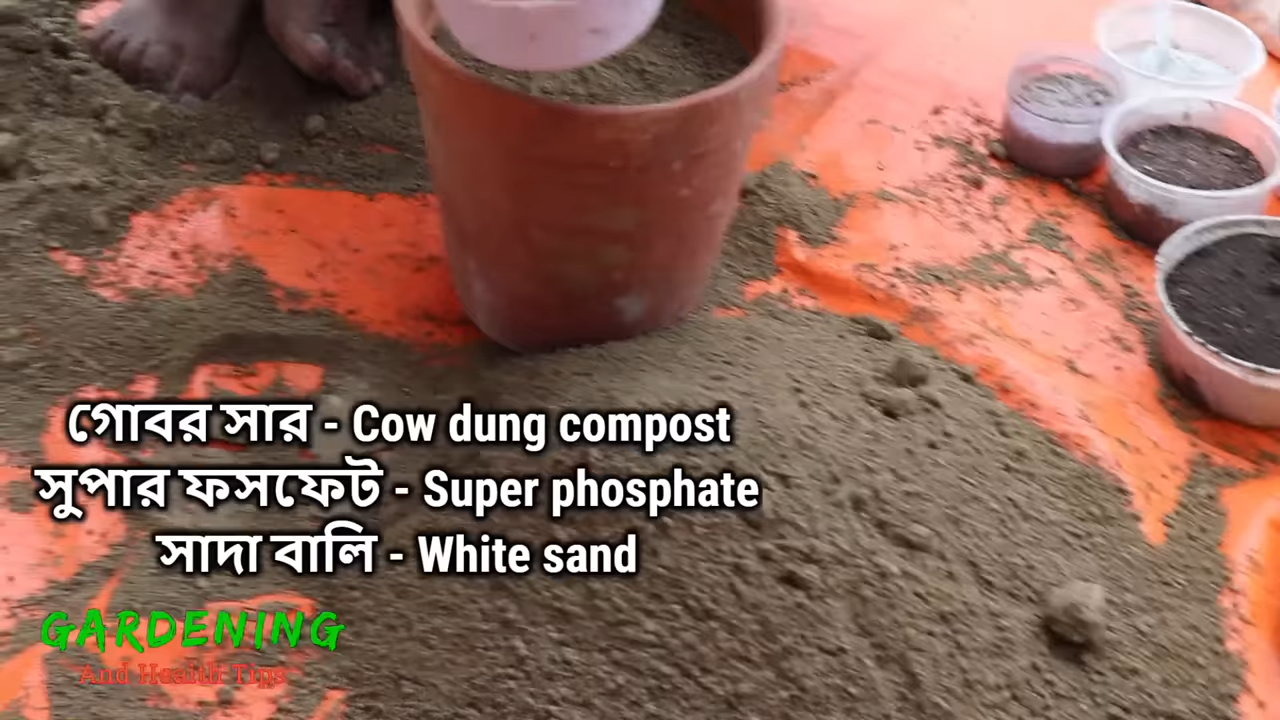 গোবর সার - Cow dung compost
সুপার ফসফেট - Super phosphate
সাদা বালি - White sand
GARDENING
And Health Tips